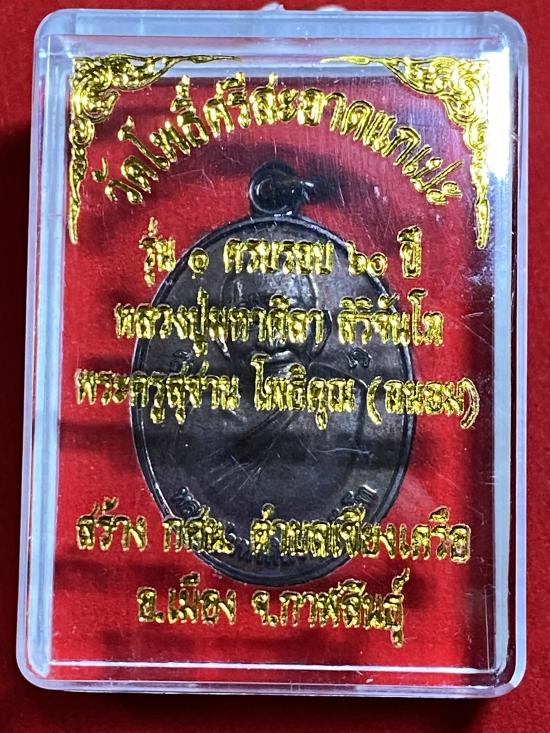 วัดโพธิ์ศรีสะอาดแกเปะ
รุ่น ๑ ครบรอบ ๖๐ ปี
หลวงปู่มหาศิลา สิริจันโท
พระครูสุจ้าน โพธิคุณ (ถนอม)
สร้าง กศน. ตำบลเชียงเครือ
อ.เมือง จ.กาฬสินธุ์